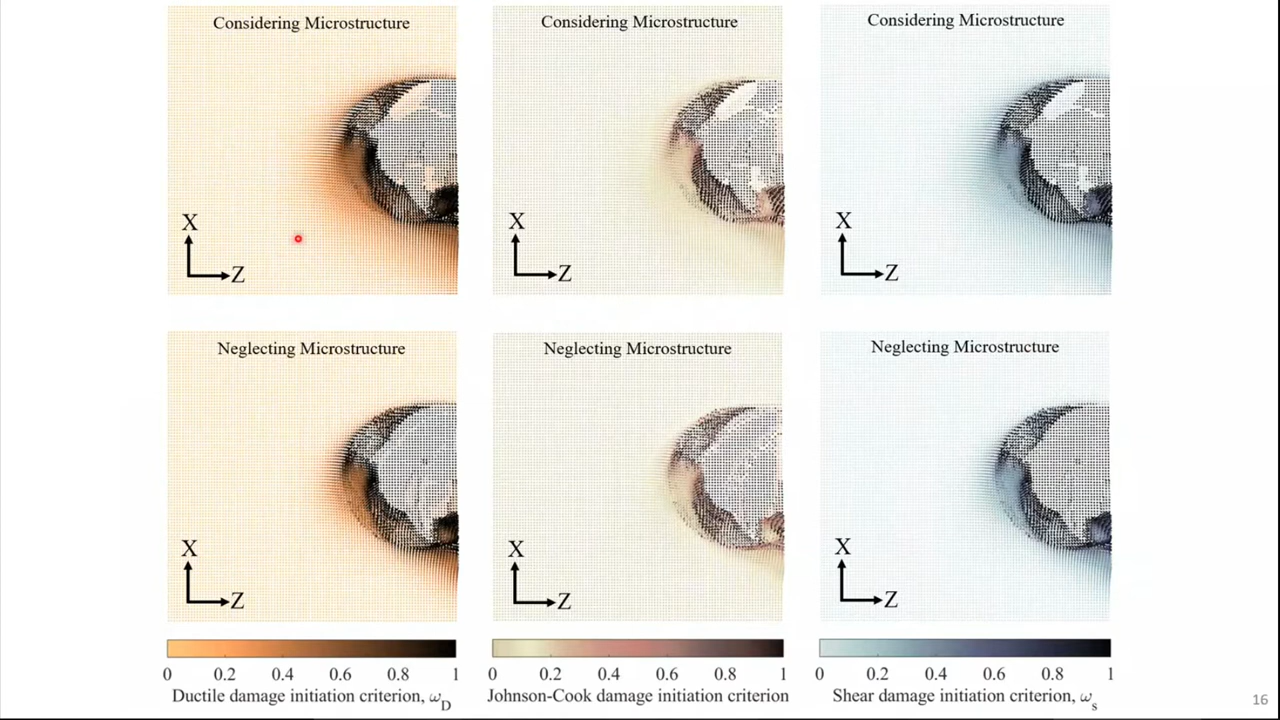 Considering Microstructure
Considering Microstructure
Considering Microstructure
X
Z
X
Z
X
Z
Neglecting Microstructure
Neglecting Microstructure
Neglecting Microstructure
X
Z
X
Z
X
Z
0 0.2 0.4 0.6 0.8 1
Ductile damage initiation criterion, ω_D
0 0.2 0.4 0.6 0.8 1
Johnson-Cook damage initiation criterion
0 0.2 0.4 0.6 0.8 1
Shear damage initiation criterion, ω_s
16